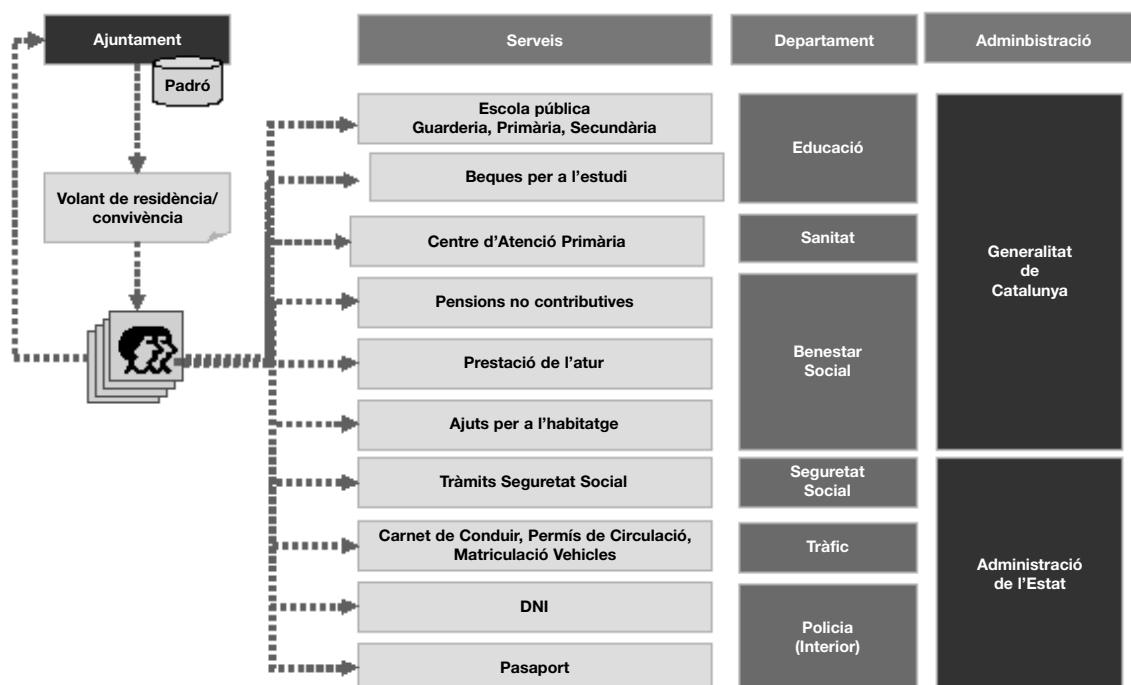 Ajuntament
Padró
Volant de residència/
convivència
Serveis
Departament
Adminbistració
Escola pública
Guarderia, Primària, Secundària
Beques per a l’estudi
Centre d’Atenció Primària
Pensions no contributives
Prestació de l’atur
Ajuts per a l’habitatge
Tràmits Seguretat Social
Carnet de Conduir, Permís de Circulació,
Matriculació Vehicles
DNI
Pasaport
Educació
Sanitat
Benestar
Social
Seguretat
Social
Tràfic
Policia
(Interior)
Generalitat
de
Catalunya
Administració
de l’Estat